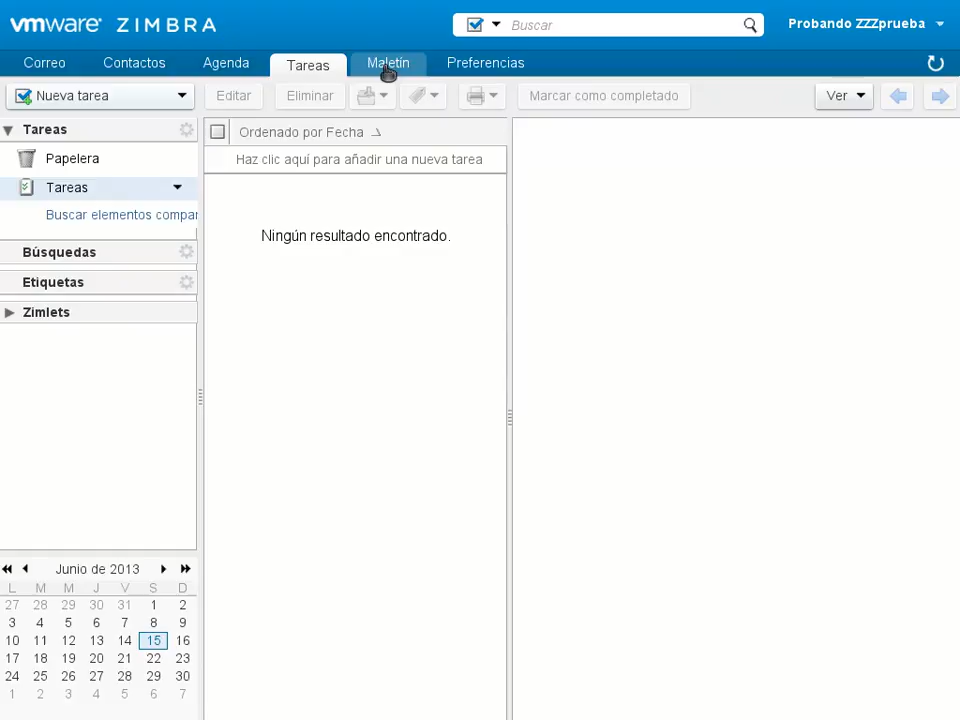 vmware ZIMBRA
Buscar
Probando ZZZprueba
Correo Contactos Agenda Tareas Maletín Preferencias
Nueva tarea Editar Eliminar Marcar como completado Ver
Tareas
Ordenado por Fecha
Papelera
Haz clic aquí para añadir una nueva tarea
Tareas
Buscar elementos compar
Ningún resultado encontrado.
Búsquedas
Etiquetas
Zimlets
Junio de 2013
L M M J V S D
27 28 29 30 31 1 2
3 4 5 6 7 8 9
10 11 12 13 14 15 16
17 18 19 20 21 22 23
24 25 26 27 28 29 30
1 2 3 4 5 6 7